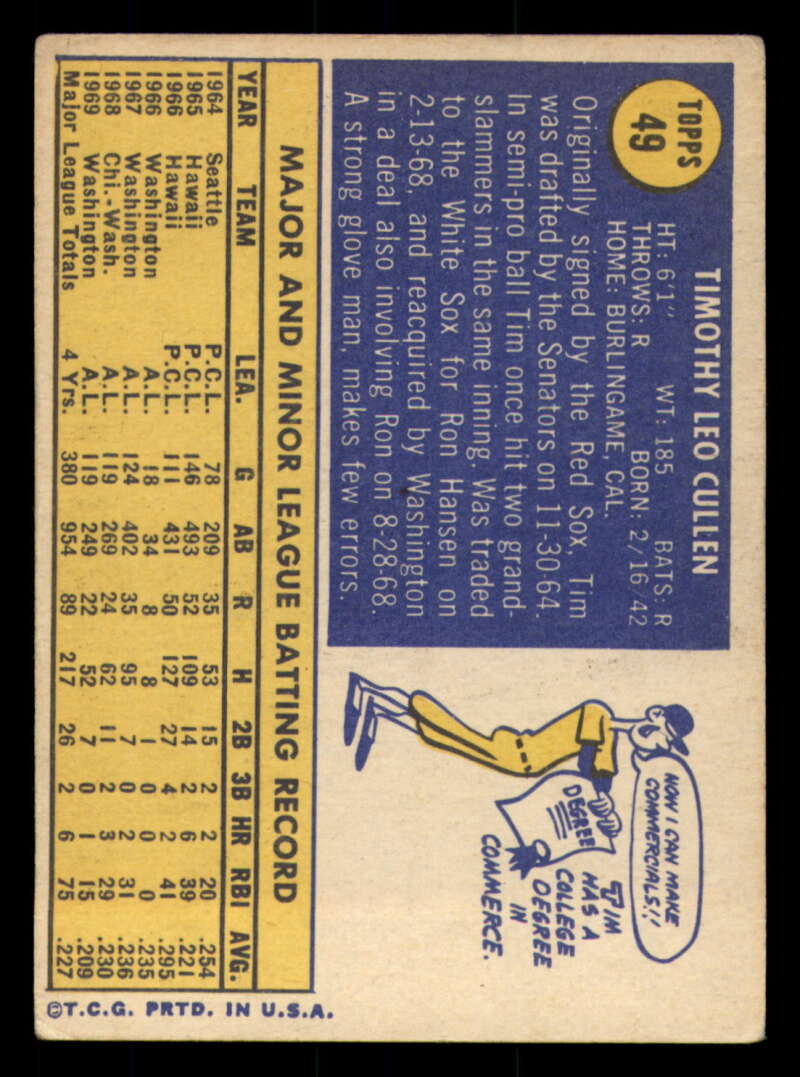 TOPPS
49
TIMOTHY LEO CULLEN
HT: 6'1" WT: 185 BATS: R
THROWS: R BORN: 2/16/42
HOME: BURLINGAME, CAL.
Originally signed by the Red Sox, Tim
was drafted by the Senators on 11-30-64.
In semi-pro ball Tim once hit two grand-
slammers in the same inning. Was traded
to the White Sox for Ron Hansen on
2-13-68, and reacquired by Washington
in a deal also involving Ron on 8-28-68.
A strong glove man, makes few errors.
NOW I CAN MAKE
COMMERCIALS!!
DEGREE
TIM
HAS A
COLLEGE
DEGREE
IN
COMMERCE.
MAJOR AND MINOR LEAGUE BATTING RECORD
YEAR TEAM LEA. G AB R H 2B 3B HR RBI AVG.
1964 Seattle P.C.L. 78 209 35 53 15 2 2 20 .254
1965 Hawaii P.C.L. 146 493 52 109 14 2 6 39 .221
1966 Hawaii P.C.L. 111 431 50 127 27 4 2 41 .295
1966 Washington A.L. 18 34 8 8 1 0 0 0 .235
1967 Washington A.L. 124 402 35 95 7 0 2 31 .236
1968 Chi.-Wash. A.L. 119 269 24 62 11 2 3 29 .230
1969 Washington A.L. 119 249 22 52 7 0 1 15 .209
Major League Totals 4 Yrs. 380 954 89 217 26 2 6 75 .227
©T.C.G. PRTD. IN U.S.A.